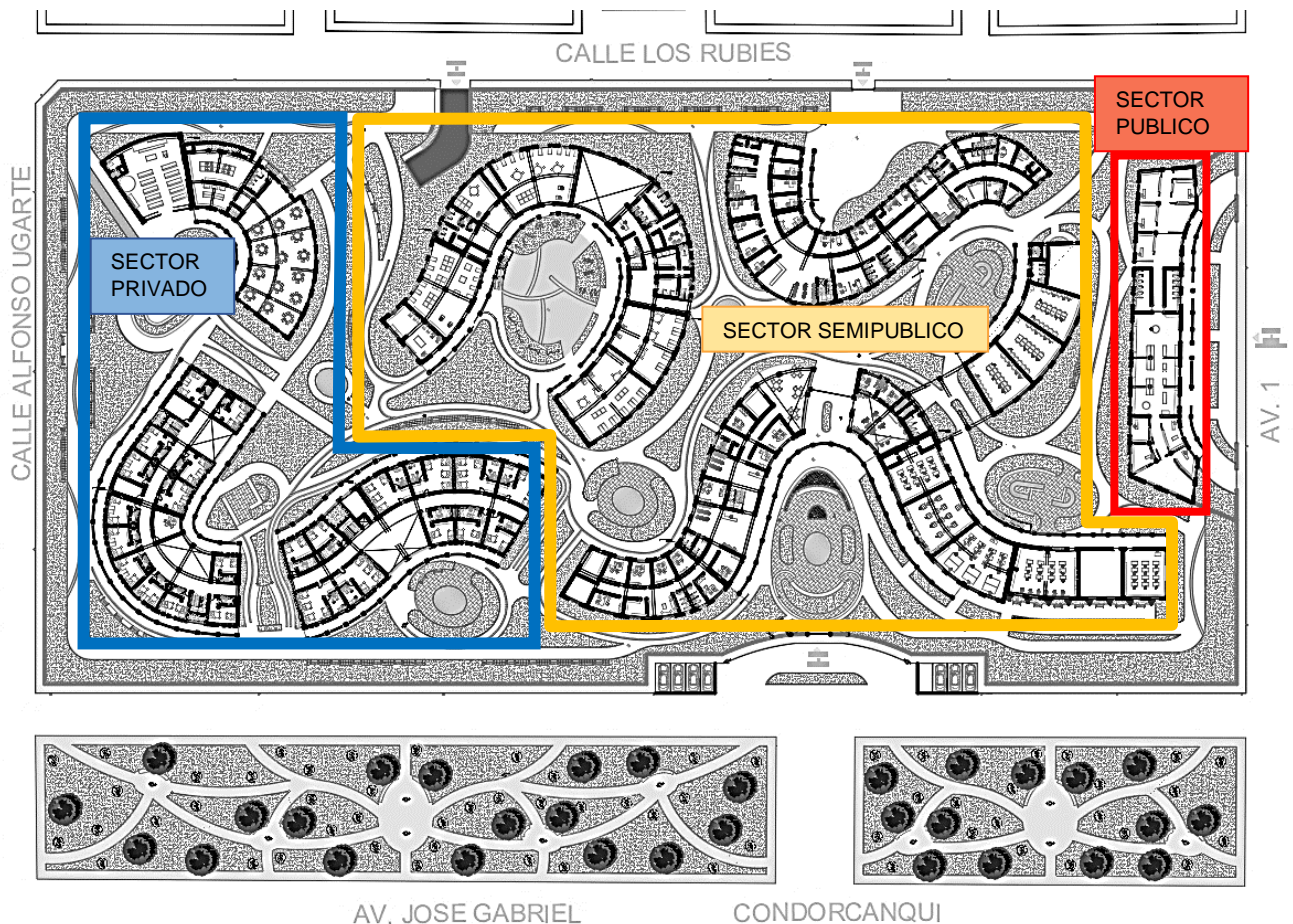 CALLE LOS RUBIES
SECTOR
PUBLICO
CALLE ALFONSO UGARTE
SECTOR
PRIVADO
SECTOR SEMIPUBLICO
AV. 1
AV. JOSE GABRIEL
CONDORCANQUI